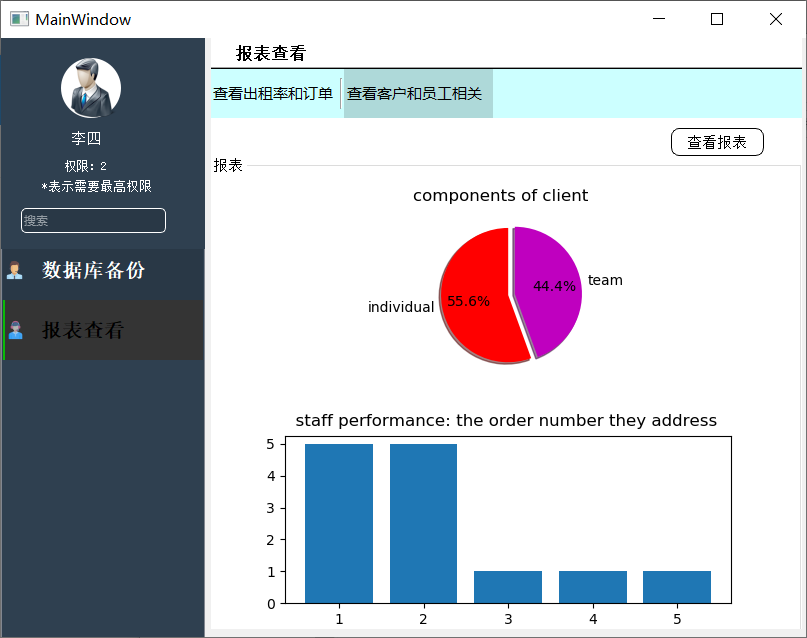 MainWindow
李四
权限：2
*表示需要最高权限
搜索
数据库备份
报表查看
报表查看
查看出租率和订单
查看客户和员工相关
查看报表
报表
components of client
individual
55.6%
44.4%
team
staff performance: the order number they address
5
4
3
2
1
0
1 2 3 4 5